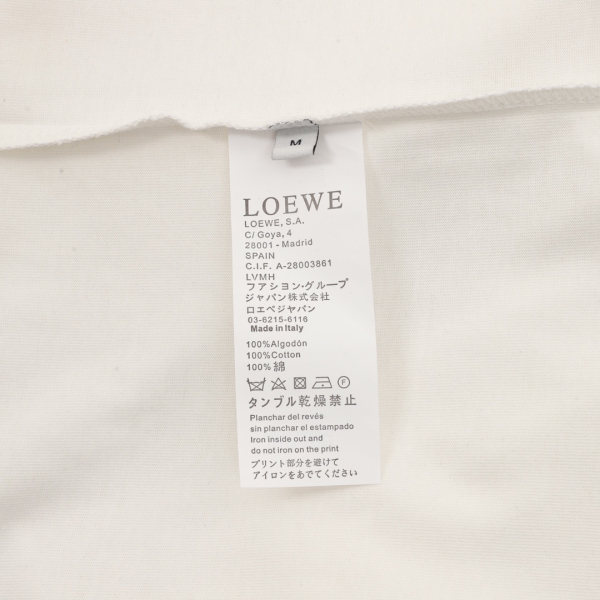 M
LOEWE
LOEWE, S.A.
C/ Goya, 4
28001 - Madrid
SPAIN
C.I.F. A-28003861
LVMH
ファション・グループ
ジャパン株式会社
ロエベジャパン
03-6215-6116
Made in Italy
100%Algodón
100%Cotton
100% 綿
F
タンブル乾燥禁止
Planchar del revés
sin planchar el estampado
Iron inside out and
do not iron on the print
プリント部分を避けて
アイロンをあでてください